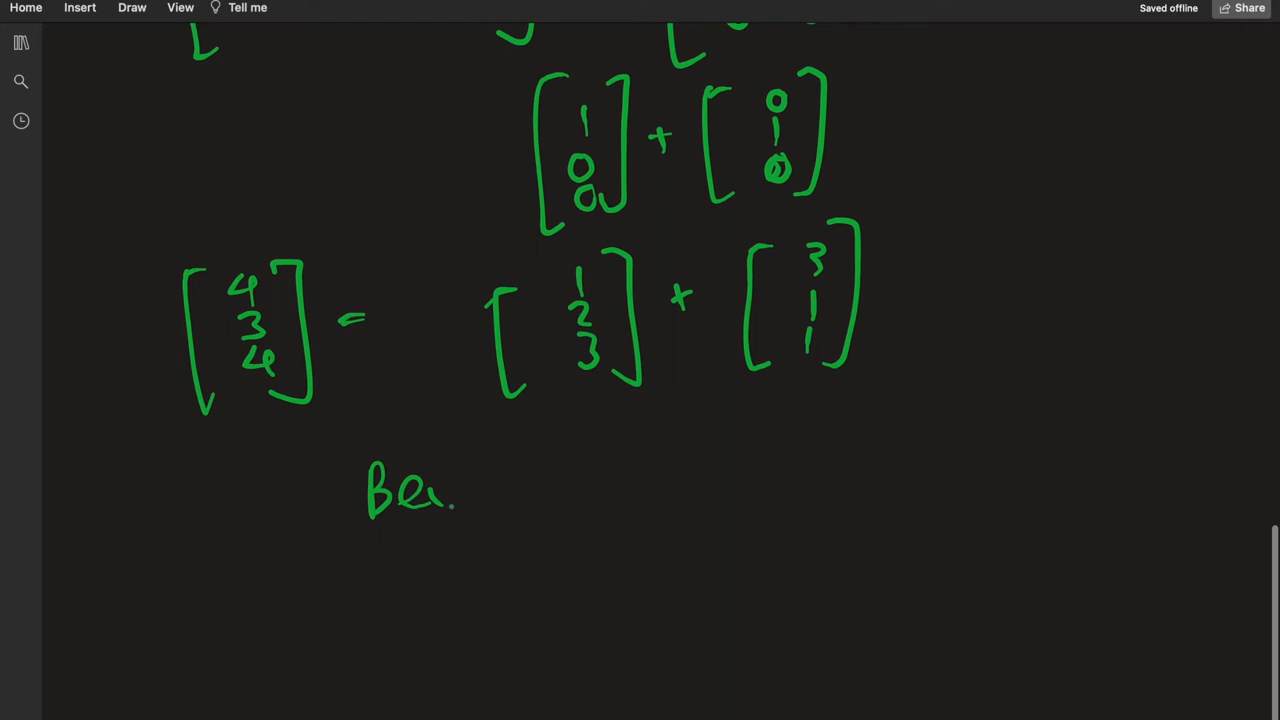 Home Insert Draw View Tell me Saved offline Share
[1 0 0] + [0 1 0]
[4 3 4] = [1 2 3] + [3 1 1]